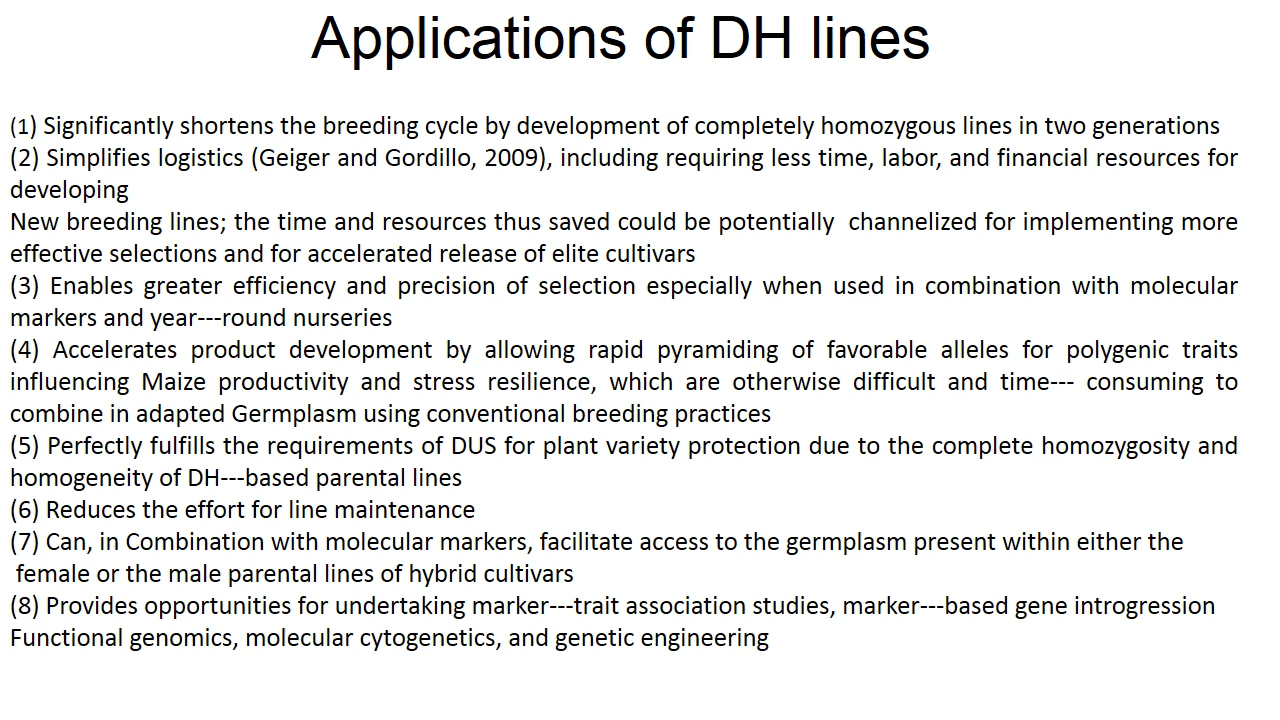 Applications of DH lines
(1) Significantly shortens the breeding cycle by development of completely homozygous lines in two generations
(2) Simplifies logistics (Geiger and Gordillo, 2009), including requiring less time, labor, and financial resources for
developing
New breeding lines; the time and resources thus saved could be potentially  channelized for implementing more
effective selections and for accelerated release of elite cultivars
(3) Enables greater efficiency and precision of selection especially when used in combination with molecular
markers and year---round nurseries
(4) Accelerates product development by allowing rapid pyramiding of favorable alleles for polygenic traits
influencing Maize productivity and stress resilience, which are otherwise difficult and time--- consuming to
combine in adapted Germplasm using conventional breeding practices
(5) Perfectly fulfills the requirements of DUS for plant variety protection due to the complete homozygosity and
homogeneity of DH---based parental lines
(6) Reduces the effort for line maintenance
(7) Can, in Combination with molecular markers, facilitate access to the germplasm present within either the
female or the male parental lines of hybrid cultivars
(8) Provides opportunities for undertaking marker---trait association studies, marker---based gene introgression
Functional genomics, molecular cytogenetics, and genetic engineering